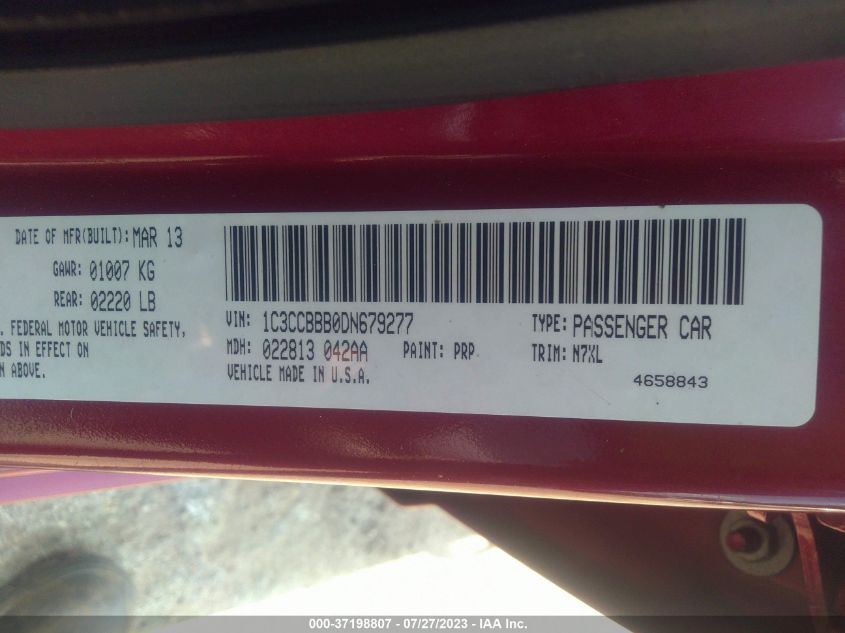 DATE OF MFR(BUILT): MAR 13
GAWR: 01007 KG
REAR: 02220 LB
. FEDERAL MOTOR VEHICLE SAFETY,
DS IN EFFECT ON
N ABOVE.
VIN: 1C3CCBBB0DN679277 TYPE: PASSENGER CAR
MDH: 022813 042AA PAINT: PRP TRIM: N7XL
VEHICLE MADE IN U.S.A. 4658843
000-37198807 - 07/27/2023 - IAA Inc.